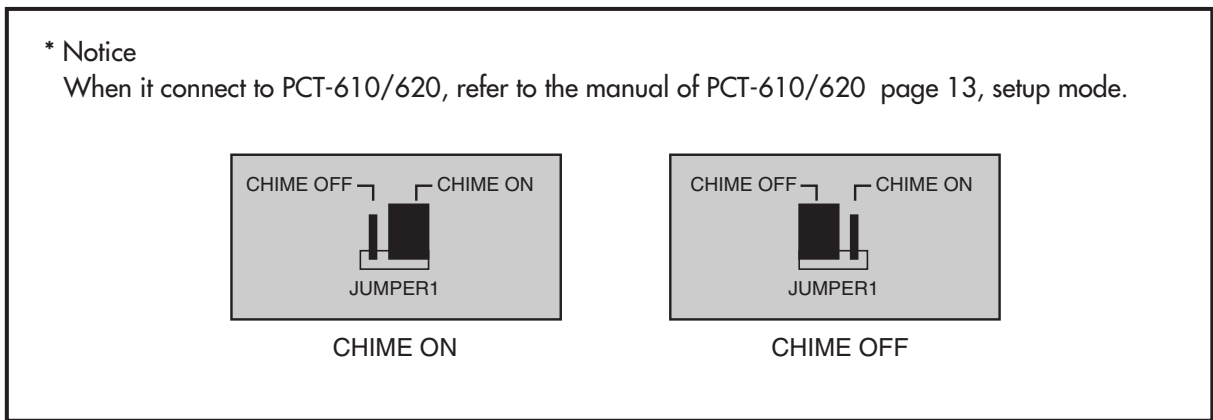 * Notice
When it connect to PCT-610/620, refer to the manual of PCT-610/620 page 13, setup mode.
CHIME OFF CHIME ON
JUMPER1
CHIME ON
CHIME OFF CHIME ON
JUMPER1
CHIME OFF